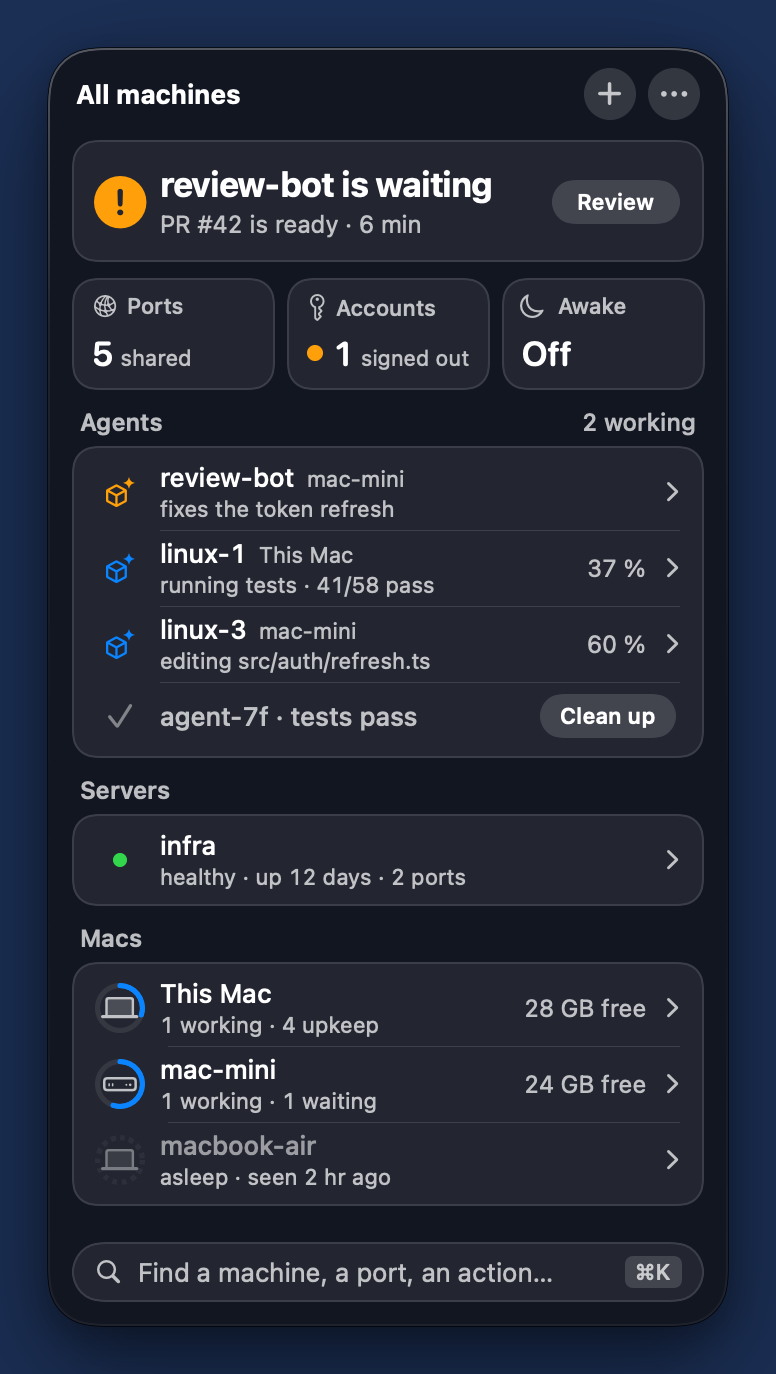 All machines
review-bot is waiting
PR #42 is ready · 6 min
Review
Ports
5 shared
Accounts
1 signed out
Awake
Off
Agents
2 working
review-bot mac-mini
fixes the token refresh
linux-1 This Mac
running tests · 41/58 pass
37 %
linux-3 mac-mini
editing src/auth/refresh.ts
60 %
agent-7f · tests pass
Clean up
Servers
infra
healthy · up 12 days · 2 ports
Macs
This Mac
1 working · 4 upkeep
28 GB free
mac-mini
1 working · 1 waiting
24 GB free
macbook-air
asleep · seen 2 hr ago
Find a machine, a port, an action...
⌘K